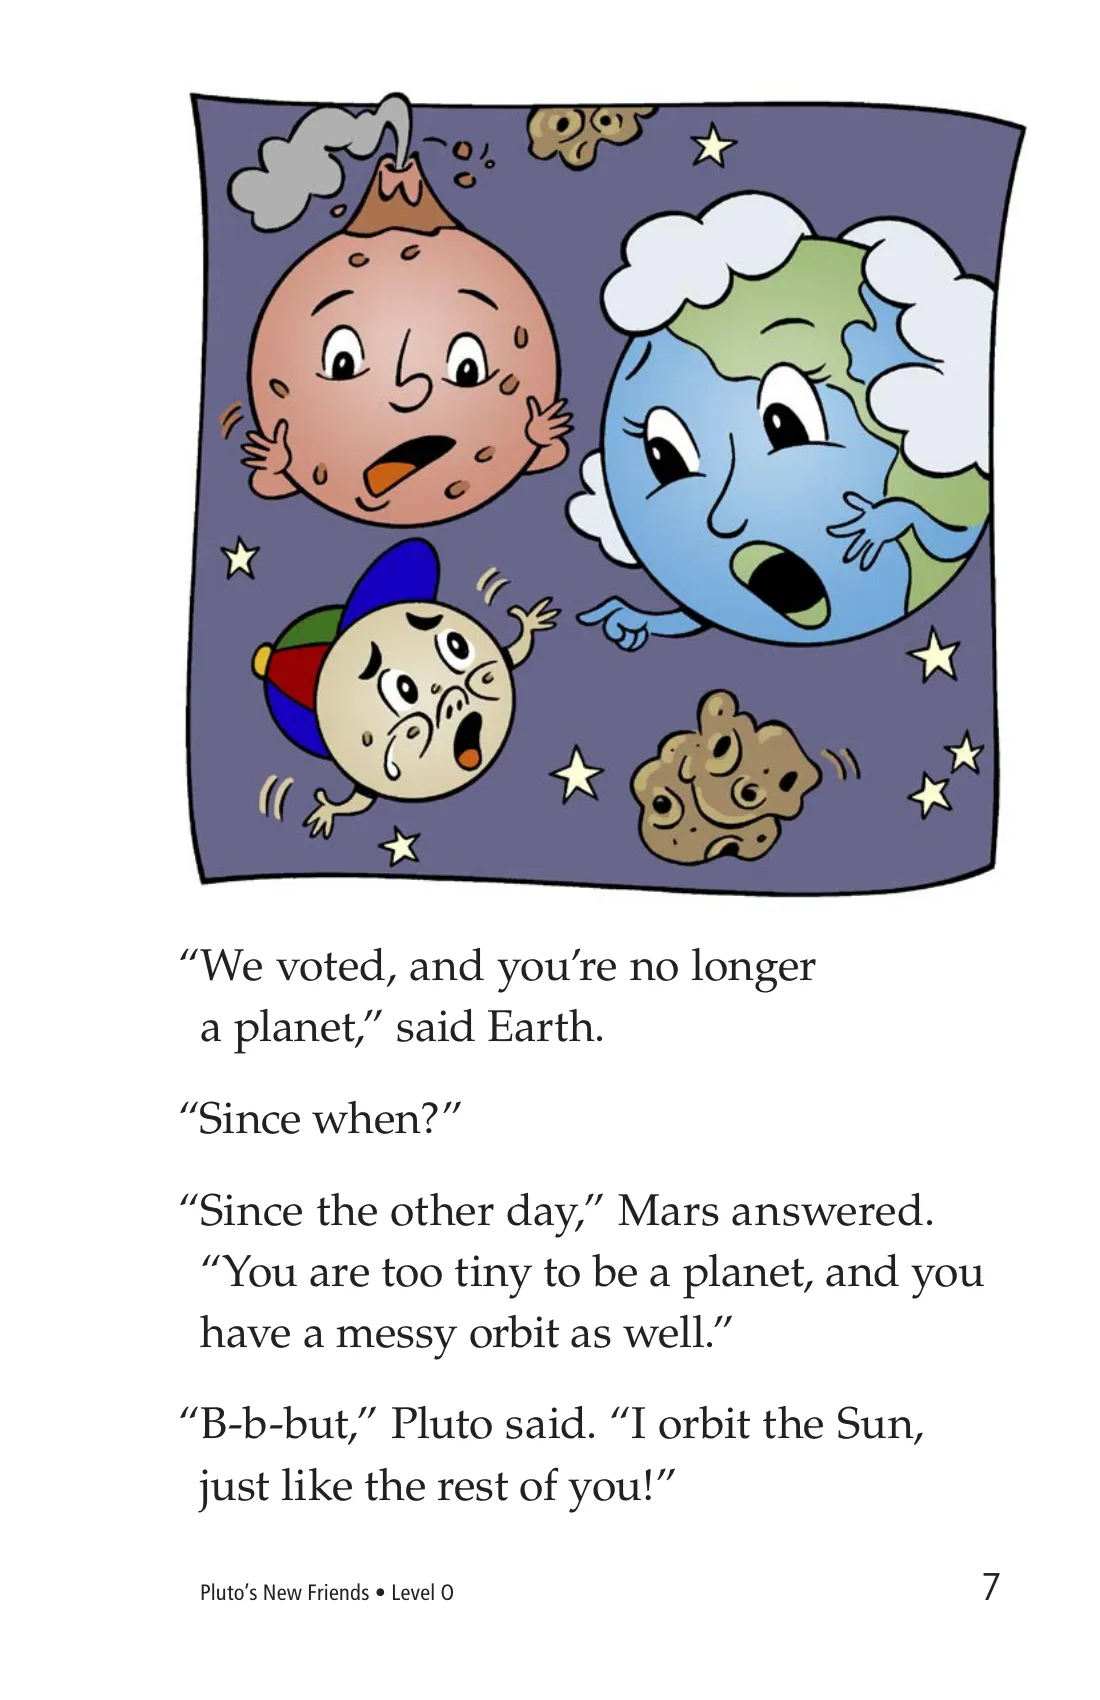 “We voted, and you’re no longer
a planet,” said Earth.
“Since when?”
“Since the other day,” Mars answered.
“You are too tiny to be a planet, and you
have a messy orbit as well.”
“B-b-but,” Pluto said. “I orbit the Sun,
just like the rest of you!”
Pluto’s New Friends • Level O
7